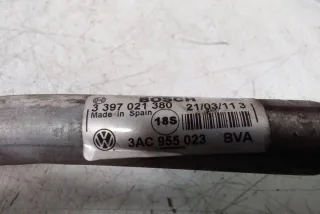 BOSCH
3 397 021 380 21/03/11 3
Made in Spain 18S
3AC 955 023 BVA